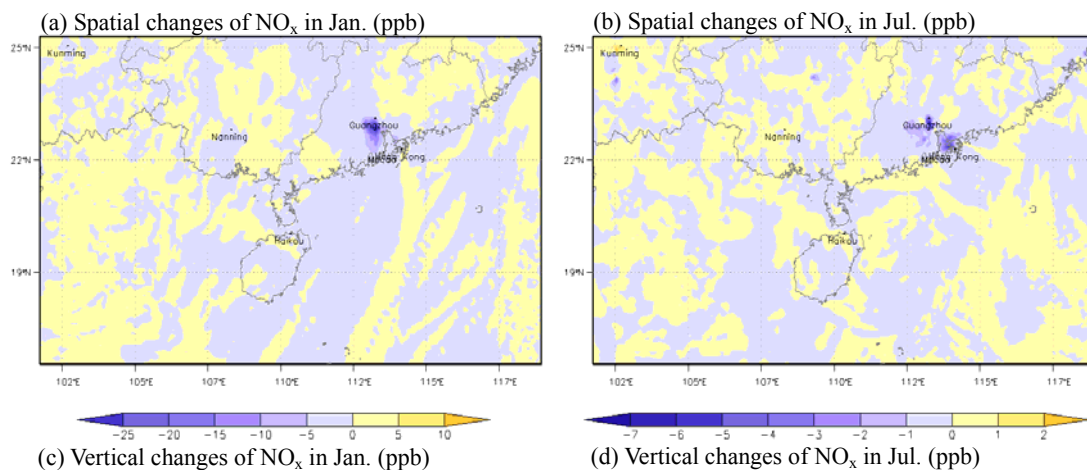 (a) Spatial changes of NOx in Jan. (ppb)
(b) Spatial changes of NOx in Jul. (ppb)
25°N
Kunming
Guangzhou
Nanning
22°N
Kong
Haikou
19°N
102°E 105°E 107°E 110°E 112°E 115°E 117°E
-25 -20 -15 -10 -5 0 5 10
25°N
Kunming
Guangzhou
Nanning
22°N
Kong
Haikou
19°N
102°E 105°E 107°E 110°E 112°E 115°E 117°E
-7 -6 -5 -4 -3 -2 -1 0 1 2
(c) Vertical changes of NOx in Jan. (ppb)
(d) Vertical changes of NOx in Jul. (ppb)